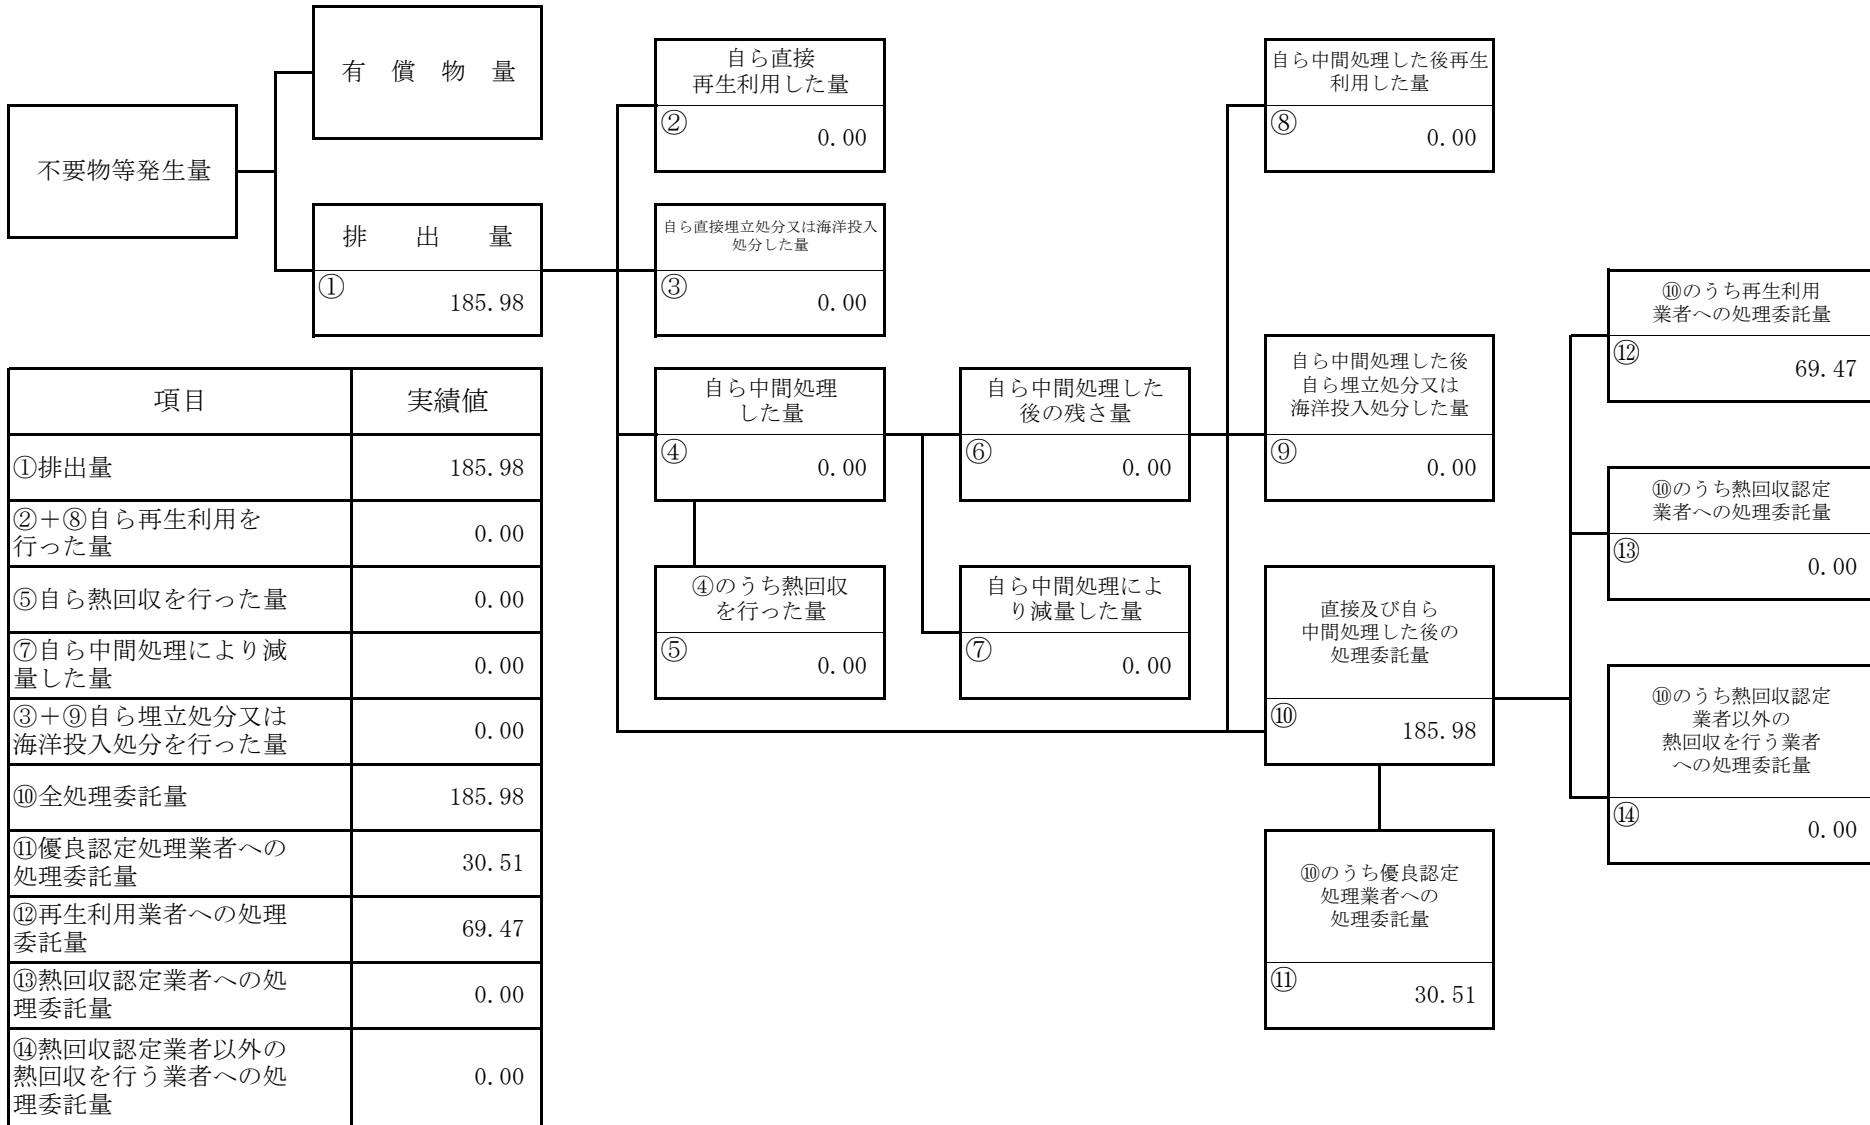 有　償　物　量
不要物等発生量
排　出　量
①
185.98
自ら直接
再生利用した量
②
0.00
自ら直接埋立処分又は海洋投入
処分した量
③
0.00
自ら中間処理
した量
④
0.00
④のうち熱回収
を行った量
⑤
0.00
自ら中間処理した
後の残さ量
⑥
0.00
自ら中間処理によ
り減量した量
⑦
0.00
自ら中間処理した後再生
利用した量
⑧
0.00
自ら中間処理した後
自ら埋立処分又は
海洋投入処分した量
⑨
0.00
直接及び自ら
中間処理した後の
処理委託量
⑩
185.98
⑩のうち優良認定
処理業者への
処理委託量
⑪
30.51
⑩のうち再生利用
業者への処理委託量
⑫
69.47
⑩のうち熱回収認定
業者への処理委託量
⑬
0.00
⑩のうち熱回収認定
業者以外の
熱回収を行う業者
への処理委託量
⑭
0.00
項目　実績値
①排出量　185.98
②＋⑧自ら再生利用を
行った量　0.00
⑤自ら熱回収を行った量　0.00
⑦自ら中間処理により減
量した量　0.00
③＋⑨自ら埋立処分又は
海洋投入処分を行った量　0.00
⑩全処理委託量　185.98
⑪優良認定処理業者への
処理委託量　30.51
⑫再生利用業者への処理
委託量　69.47
⑬熱回収認定業者への処
理委託量　0.00
⑭熱回収認定業者以外の
熱回収を行う業者への処
理委託量　0.00